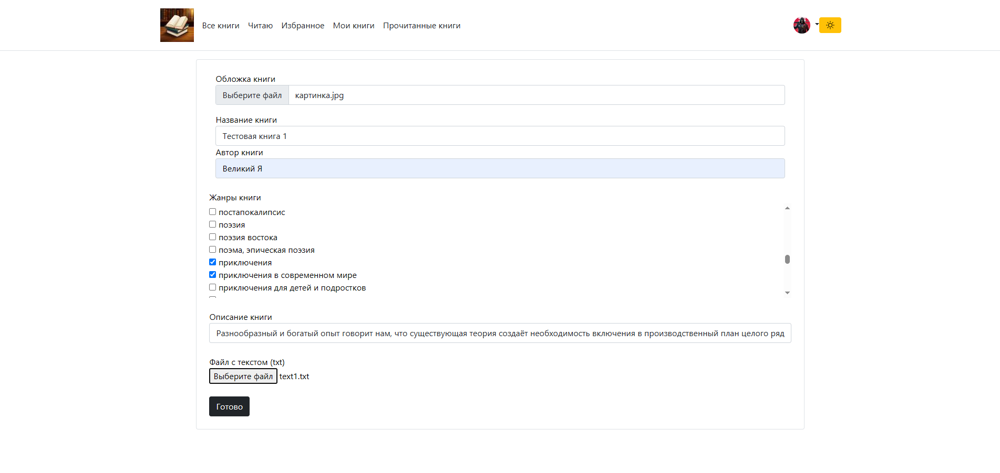 Все книги Читаю Избранное Мои книги Прочитанные книги
Обложка книги
Выберите файл картинка.jpg
Название книги
Тестовая книга 1
Автор книги
Великий Я
Жанры книги
постапокалипсис
поэзия
поэзия востока
поэма, эпическая поэзия
приключения
приключения в современном мире
приключения для детей и подростков
Описание книги
Разнообразный и богатый опыт говорит нам, что существующая теория создаёт необходимость включения в производственный план целого ряд
Файл с текстом (txt)
Выберите файл text1.txt
Готово